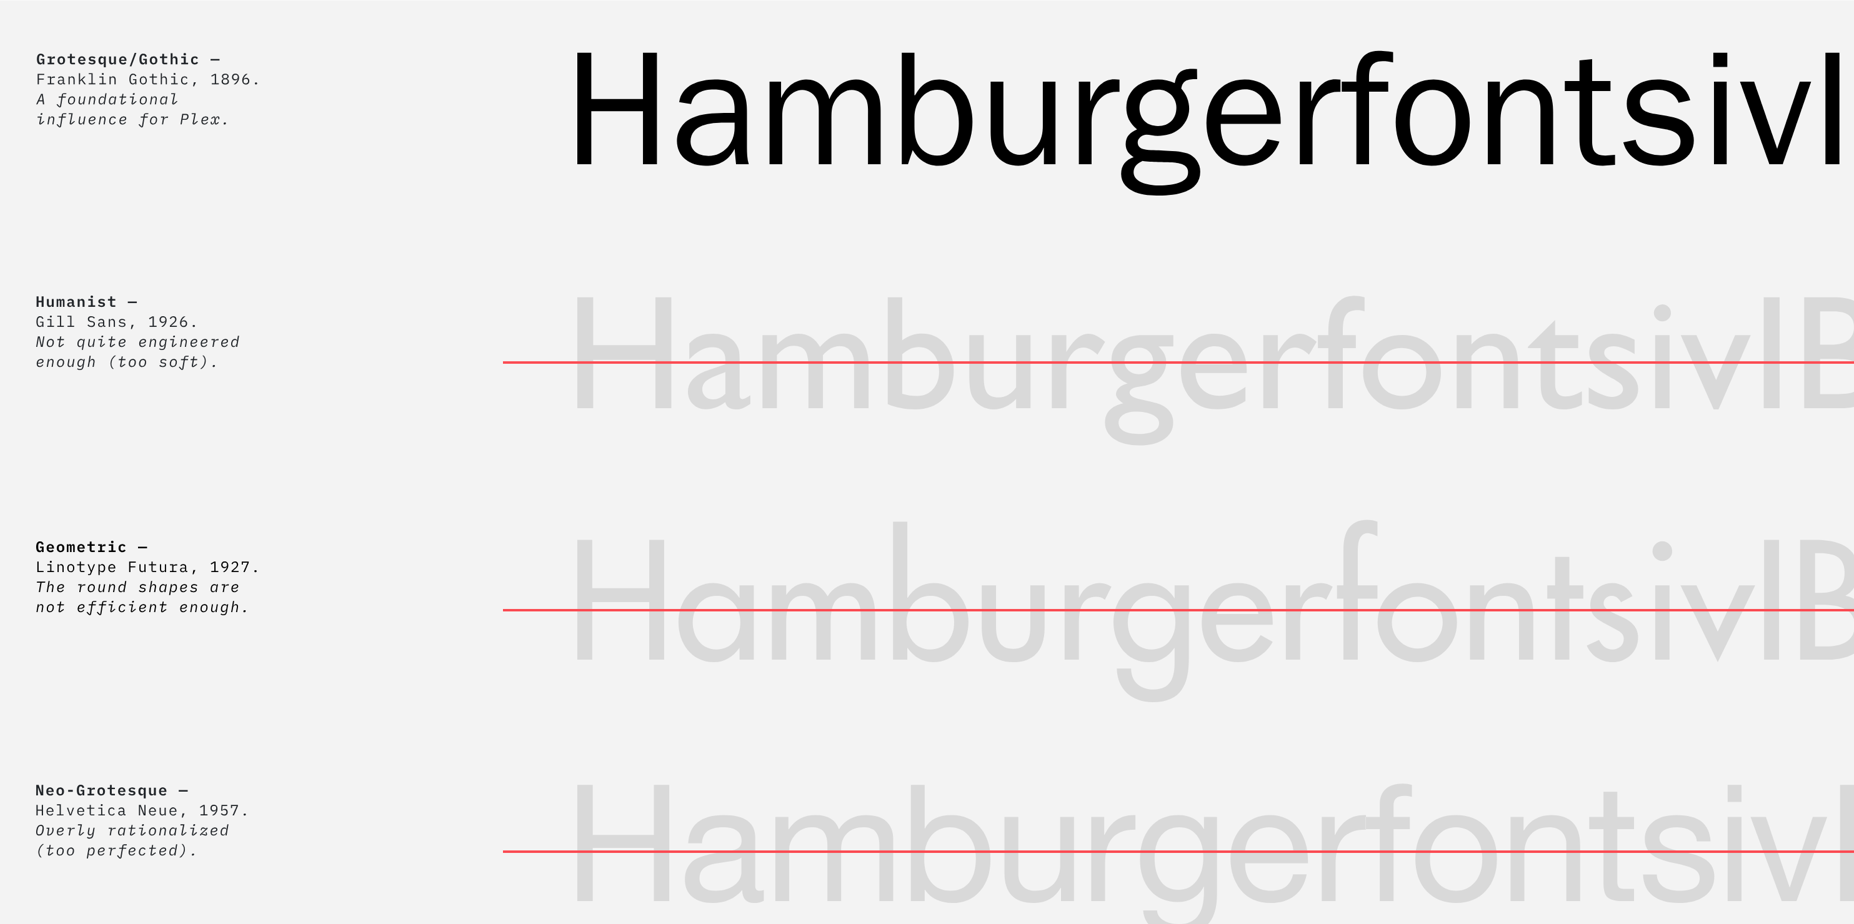 Grotesque/Gothic —
Franklin Gothic, 1896.
A foundational
influence for Plex.
Hamburgerfontsivl
Humanist —
Gill Sans, 1926.
Not quite engineered
enough (too soft).
HamburgerfontsivlB
Geometric —
Linotype Futura, 1927.
The round shapes are
not efficient enough.
HamburgerfontsivlB
Neo-Grotesque —
Helvetica Neue, 1957.
Overly rationalized
(too perfected).
Hamburgerfontsivl